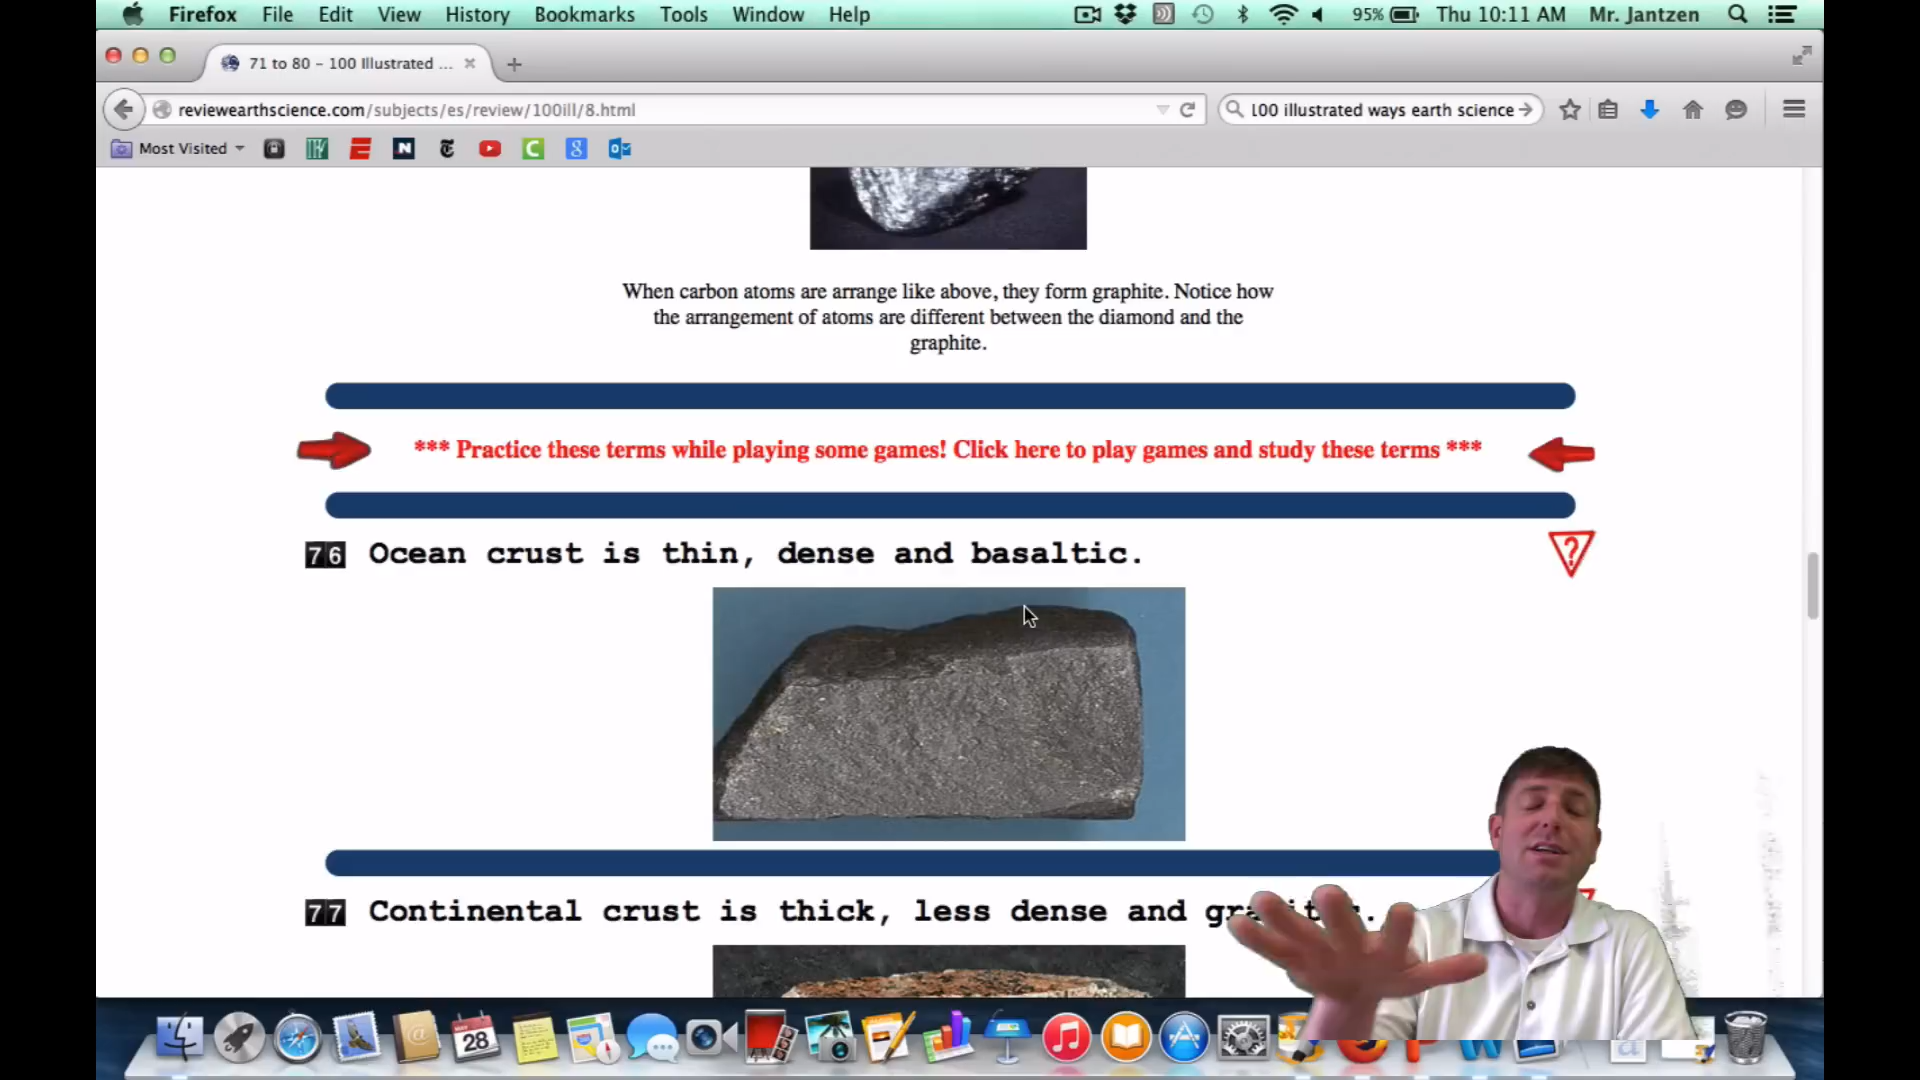 Firefox File Edit View History Bookmarks Tools Window Help 95% Thu 10:11 AM Mr. Jantzen
71 to 80 - 100 Illustrated ...
reviewearthscience.com/subjects/es/review/100ill/8.html
100 illustrated ways earth science
Most Visited
When carbon atoms are arrange like above, they form graphite. Notice how
the arrangement of atoms are different between the diamond and the
graphite.
*** Practice these terms while playing some games! Click here to play games and study these terms ***
76 Ocean crust is thin, dense and basaltic.
77 Continental crust is thick, less dense and
28